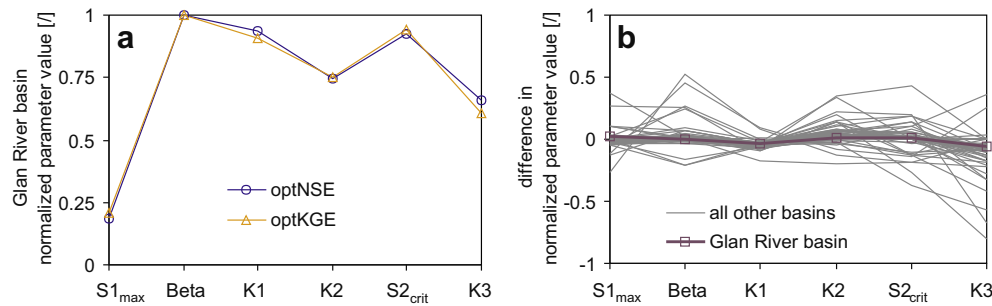 a
Glan River basin
normalized parameter value [/]
1
0.75
0.5
0.25
0
optNSE
optKGE
S1max Beta K1 K2 S2crit K3
b
difference in
normalized parameter value [/]
1
0.5
0
-0.5
-1
all other basins
Glan River basin
S1max Beta K1 K2 S2crit K3